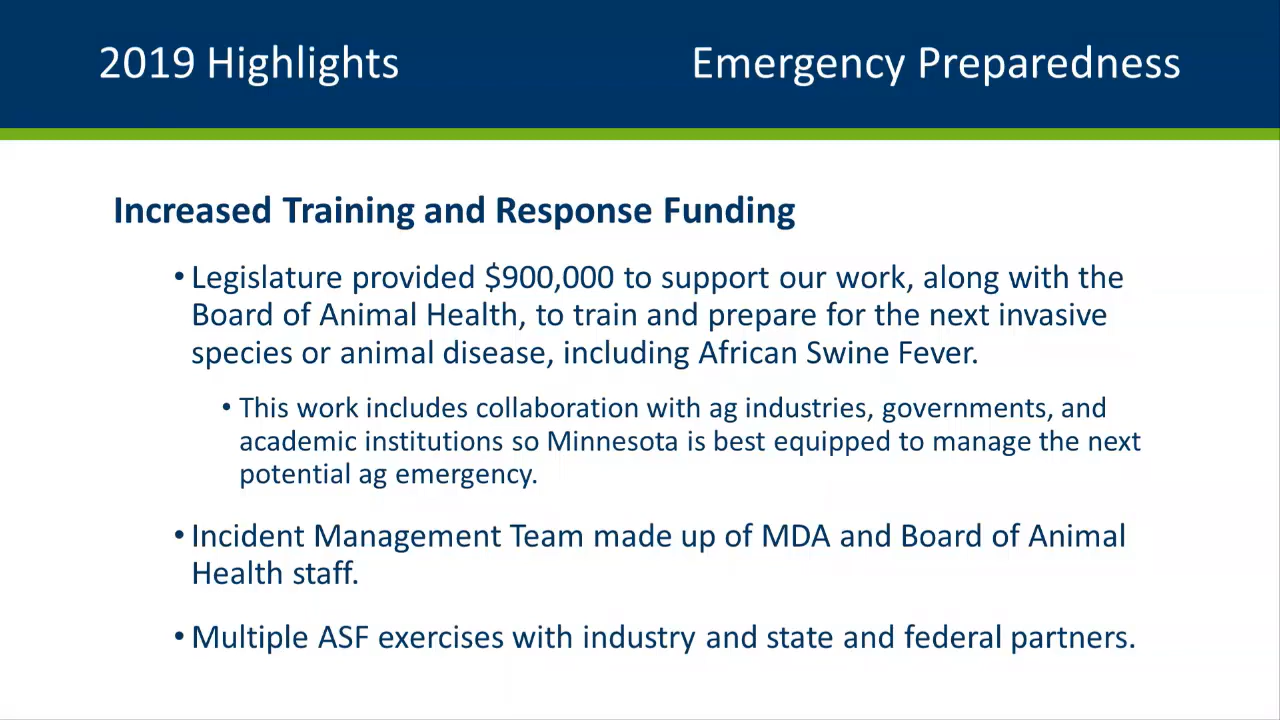 2019 Highlights Emergency Preparedness
Increased Training and Response Funding
• Legislature provided $900,000 to support our work, along with the
Board of Animal Health, to train and prepare for the next invasive
species or animal disease, including African Swine Fever.
• This work includes collaboration with ag industries, governments, and
academic institutions so Minnesota is best equipped to manage the next
potential ag emergency.
• Incident Management Team made up of MDA and Board of Animal
Health staff.
• Multiple ASF exercises with industry and state and federal partners.